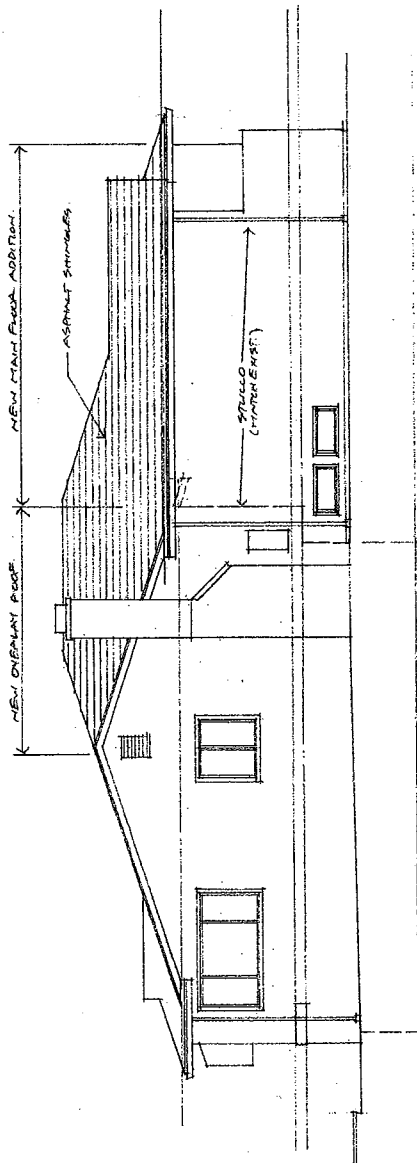 NEW OVERLAY ROOF
NEW MAIN FLOOR ADDITION.
ASPHALT SHINGLES.
STUCCO
(MATCH EXIST.)